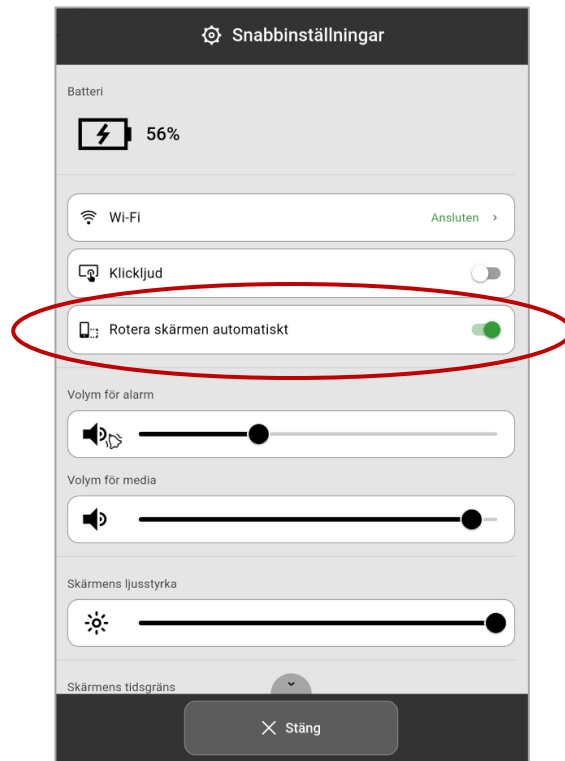 Snabbinställningar
Batteri
56%
Wi-Fi Ansluten
Klickljud
Rotera skärmen automatiskt
Volym för alarm
Volym för media
Skärmens ljusstyrka
Skärmens tidsgräns
Stäng